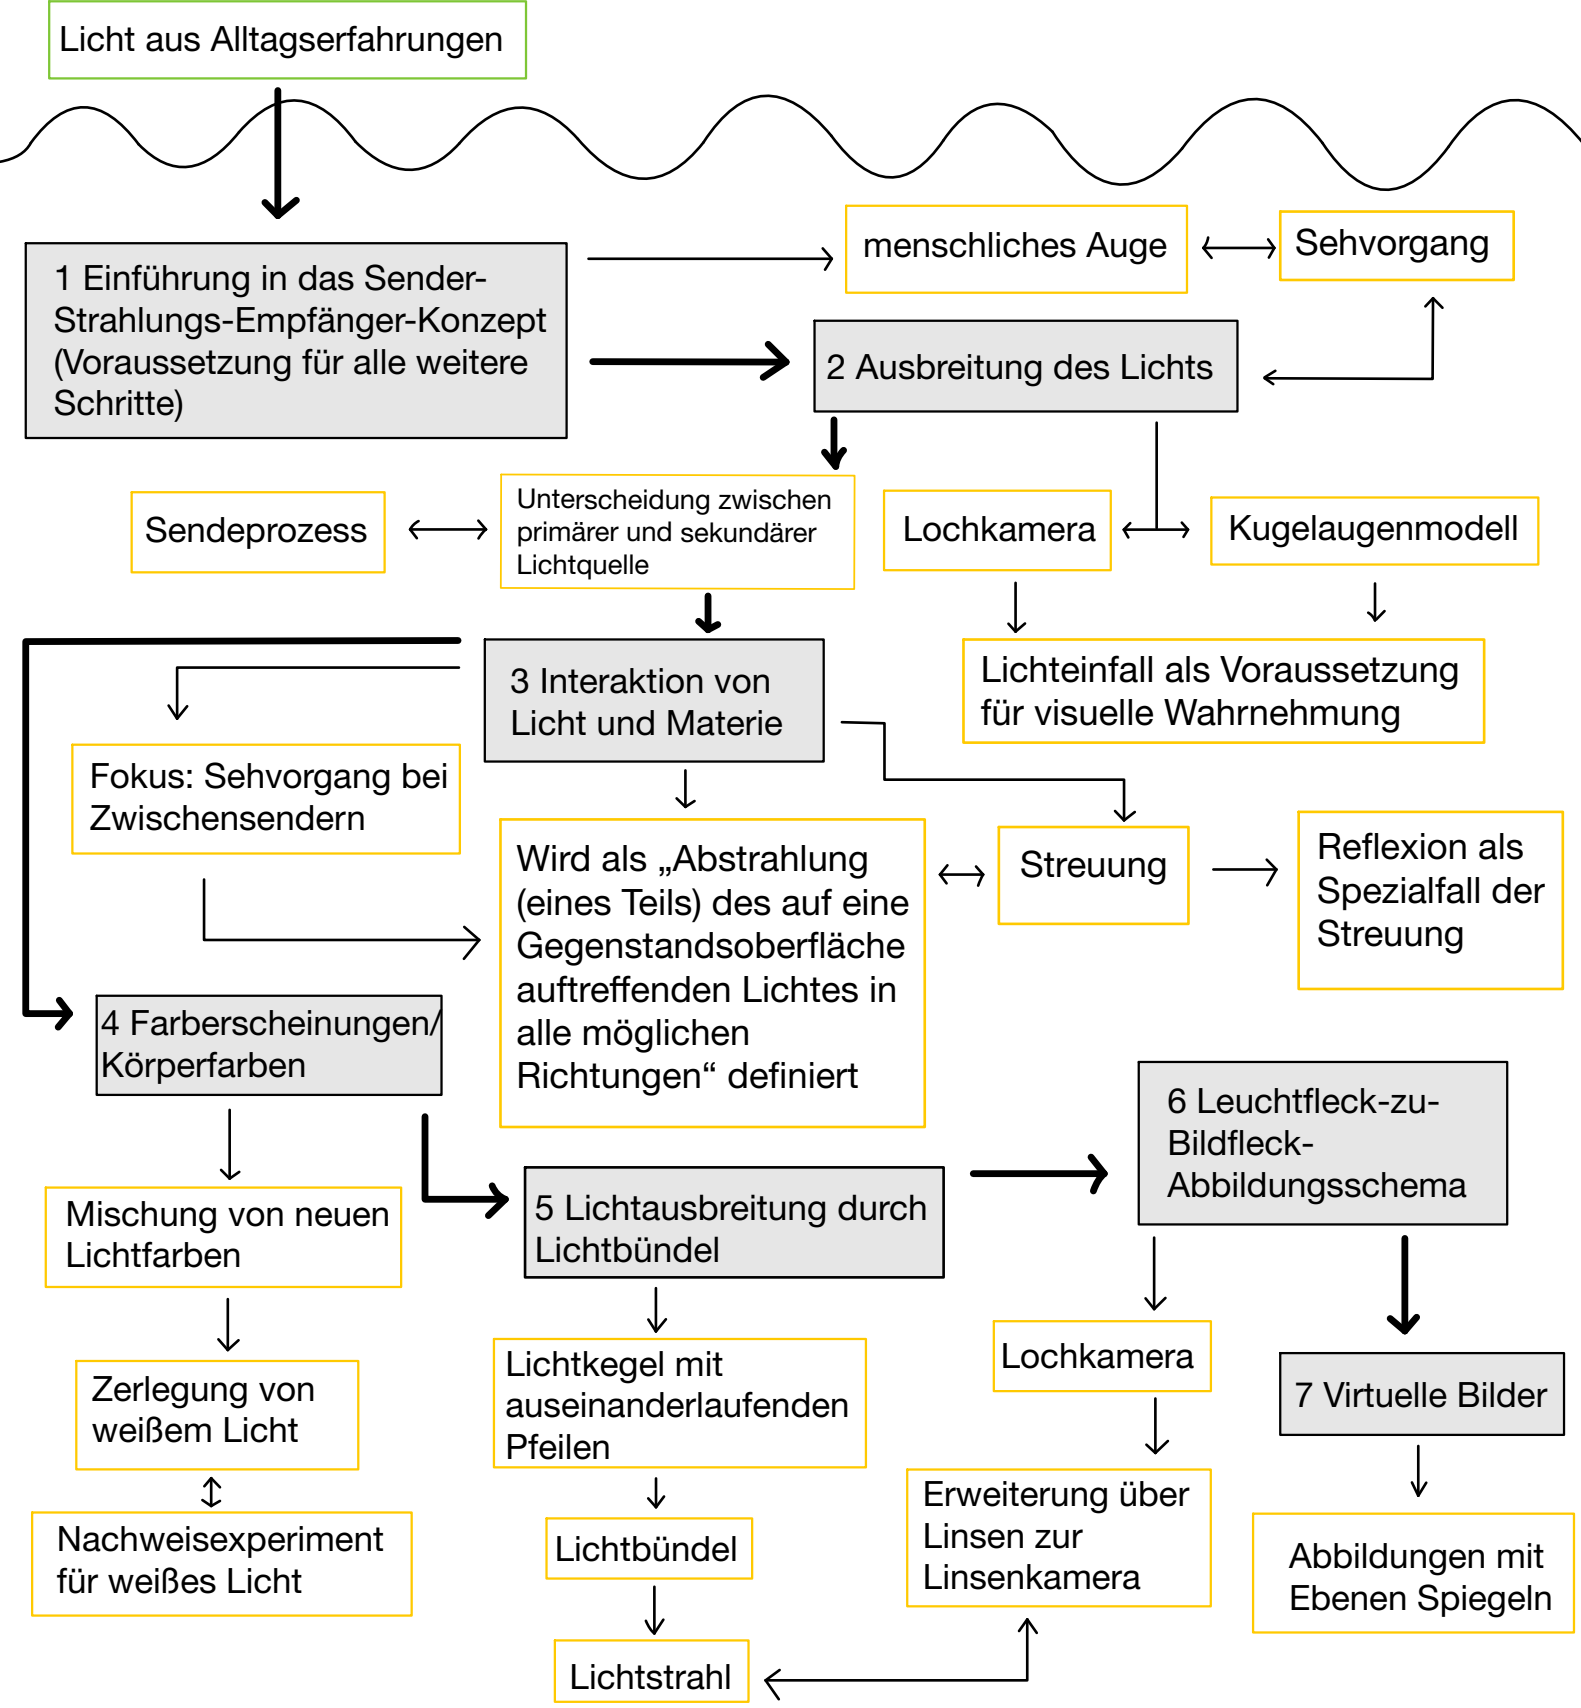 Licht aus Alltagserfahrungen
1 Einführung in das Sender-
Strahlungs-Empfänger-Konzept
(Voraussetzung für alle weitere
Schritte)
menschliches Auge
Sehvorgang
2 Ausbreitung des Lichts
Sendeprozess
Unterscheidung zwischen
primärer und sekundärer
Lichtquelle
Lochkamera
Kugelaugenmodell
3 Interaktion von
Licht und Materie
Lichteinfall als Voraussetzung
für visuelle Wahrnehmung
Fokus: Sehvorgang bei
Zwischensendern
Wird als „Abstrahlung
(eines Teils) des auf eine
Gegenstandsoberfläche
auftreffenden Lichtes in
alle möglichen
Richtungen“ definiert
Streuung
Reflexion als
Spezialfall der
Streuung
4 Farberscheinungen/
Körperfarben
5 Lichtausbreitung durch
Lichtbündel
6 Leuchtfleck-zu-
Bildfleck-
Abbildungsschema
Mischung von neuen
Lichtfarben
Zerlegung von
weißem Licht
Nachweisexperiment
für weißes Licht
Lichtkegel mit
auseinanderlaufenden
Pfeilen
Lichtbündel
Lichtstrahl
Lochkamera
Erweiterung über
Linsen zur
Linsenkamera
7 Virtuelle Bilder
Abbildungen mit
Ebenen Spiegeln